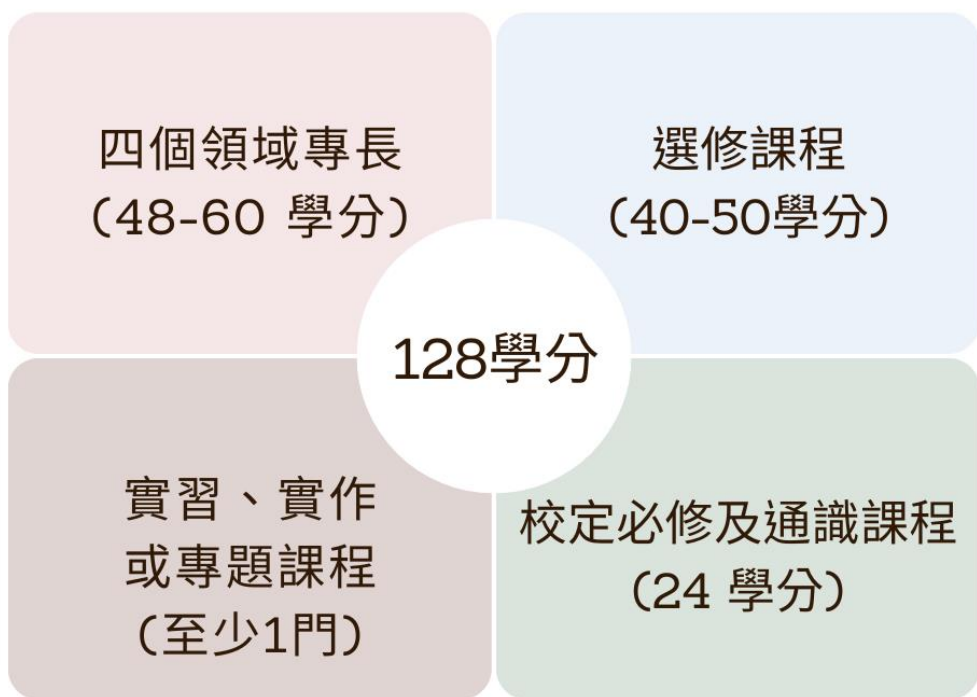 四個領域專長
(48-60 學分)
選修課程
(40-50學分)
128學分
實習、實作
或專題課程
(至少1門)
校定必修及通識課程
(24 學分)